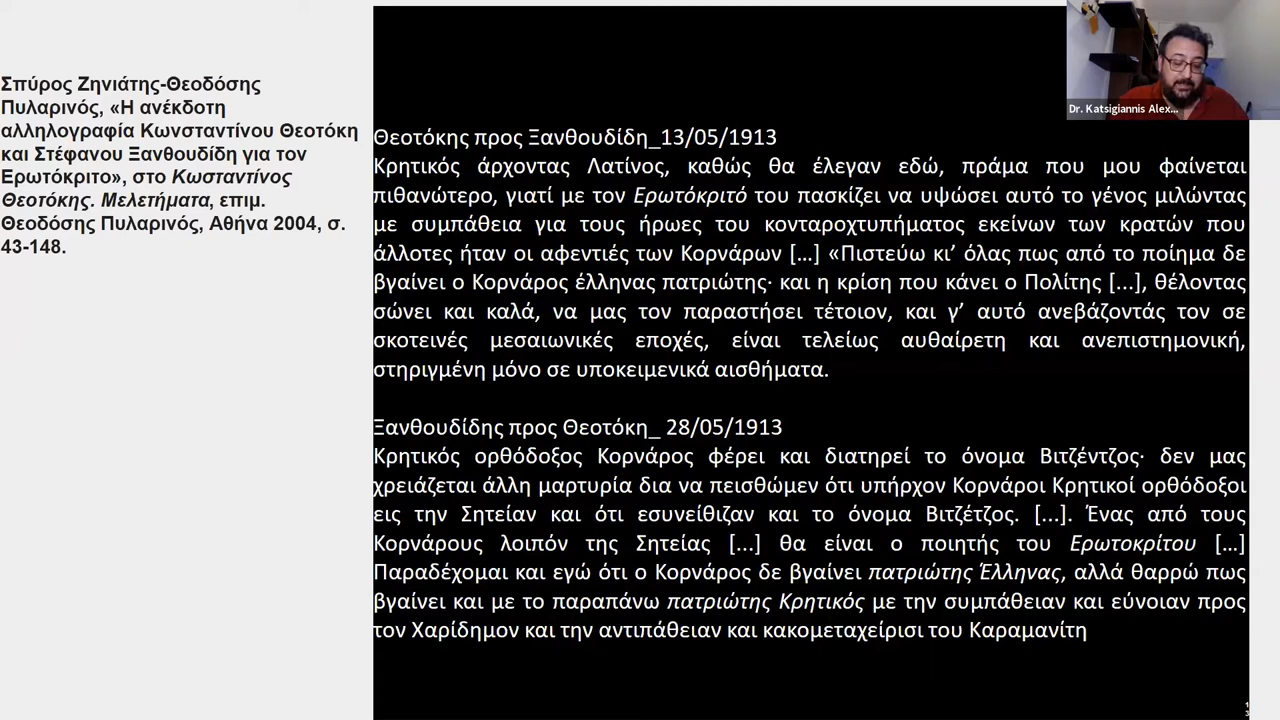 Σπύρος Ζηνιάτης-Θεοδόσης
Πυλαρινός, «Η ανέκδοτη
αλληλογραφία Κωνσταντίνου Θεοτόκη
και Στέφανου Ξανθουδίδη για τον
Ερωτόκριτο», στο Κωσταντίνος
Θεοτόκης. Μελετήματα, επιμ.
Θεοδόσης Πυλαρινός, Αθήνα 2004, σ.
43-148.
Θεοτόκης προς Ξανθουδίδη_13/05/1913
Κρητικός άρχοντας Λατίνος, καθώς θα έλεγαν εδώ, πράμα που μου φαίνεται
πιθανώτερο, γιατί με τον Ερωτόκριτό του πασκίζει να υψώσει αυτό το γένος μιλώντας
με συμπάθεια για τους ήρωες του κονταροχτυπήματος εκείνων των κρατών που
άλλοτες ήταν οι αφεντιές των Κορνάρων […] «Πιστεύω κι’ όλας πως από το ποίημα δε
βγαίνει ο Κορνάρος έλληνας πατριώτης· και η κρίση που κάνει ο Πολίτης [...], θέλοντας
σώνει και καλά, να μας τον παραστήσει τέτοιον, και γ’ αυτό ανεβάζοντάς τον σε
σκοτεινές μεσαιωνικές εποχές, είναι τελείως αυθαίρετη και ανεπιστημονική,
στηριγμένη μόνο σε υποκειμενικά αισθήματα.
Ξανθουδίδης προς Θεοτόκη_ 28/05/1913
Κρητικός ορθόδοξος Κορνάρος φέρει και διατηρεί το όνομα Βιτζέντζος· δεν μας
χρειάζεται άλλη μαρτυρία δια να πεισθώμεν ότι υπήρχον Κορνάροι Κρητικοί ορθόδοξοι
εις την Σητείαν και ότι εσυνείθιζαν και το όνομα Βιτζέτζος. [...]. Ένας από τους
Κορνάρους λοιπόν της Σητείας [...] θα είναι ο ποιητής του Ερωτοκρίτου […]
Παραδέχομαι και εγώ ότι ο Κορνάρος δε βγαίνει πατριώτης Έλληνας, αλλά θαρρώ πως
βγαίνει και με το παραπάνω πατριώτης Κρητικός με την συμπάθειαν και εύνοιαν προς
τον Χαρίδημον και την αντιπάθειαν και κακομεταχείρισι του Καραμανίτη
Dr. Katsigiannis Alex...
1
3